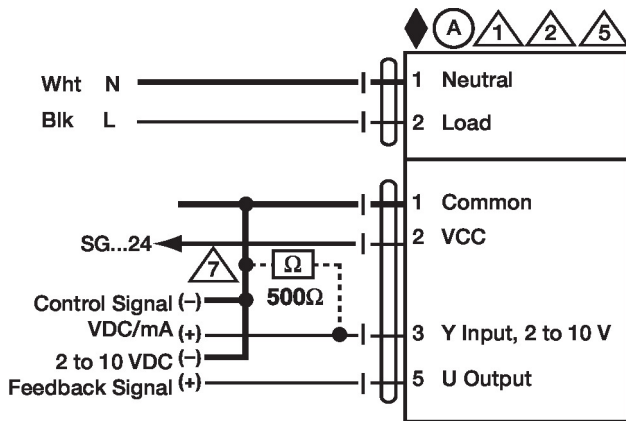 A 1 2 5
Wht N 1 Neutral
Blk L 2 Load
1 Common
SG...24 2 VCC
7 Ω
500Ω
Control Signal (–)
VDC/mA (+) 3 Y Input, 2 to 10 V
2 to 10 VDC (–)
Feedback Signal (+) 5 U Output